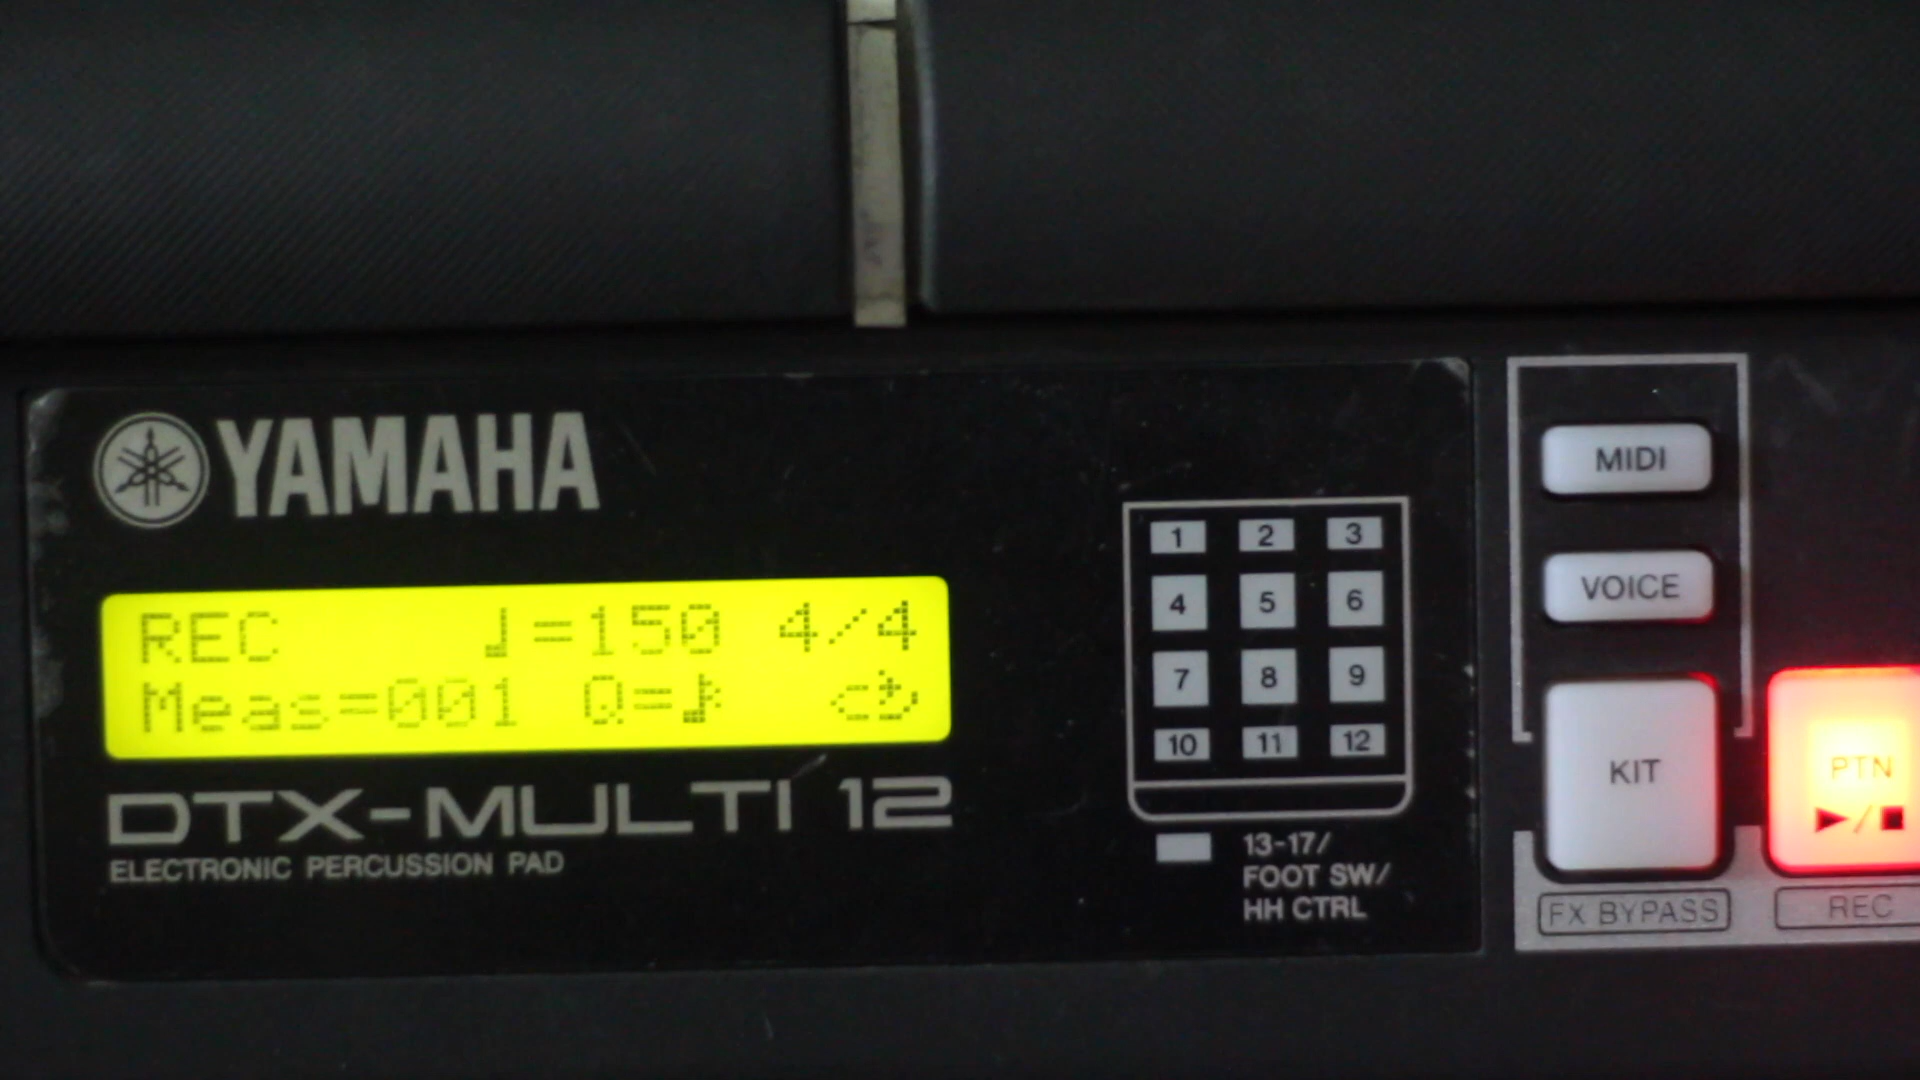 YAMAHA
REC ♩=150 4/4
Meas=001 Q=♪
DTX-MULTI 12
ELECTRONIC PERCUSSION PAD
1 2 3
4 5 6
7 8 9
10 11 12
13-17/
FOOT SW/
HH CTRL
MIDI
VOICE
KIT
FX BYPASS
PTN
►/■
REC